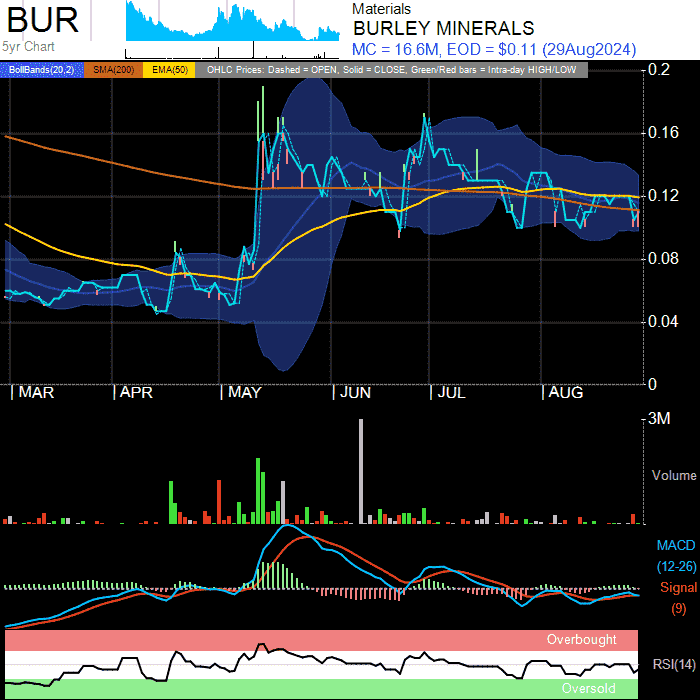 BUR
5yr Chart
Materials
BURLEY MINERALS
MC = 16.6M, EOD = $0.11 (29Aug2024)
BollBands(20,2) SMA(200) EMA(50) OHLC Prices: Dashed = OPEN, Solid = CLOSE, Green/Red bars = Intra-day HIGH/LOW
0.2
0.16
0.12
0.08
0.04
0
MAR APR MAY JUN JUL AUG
3M
Volume
MACD
(12-26)
Signal
(9)
Overbought
RSI(14)
Oversold